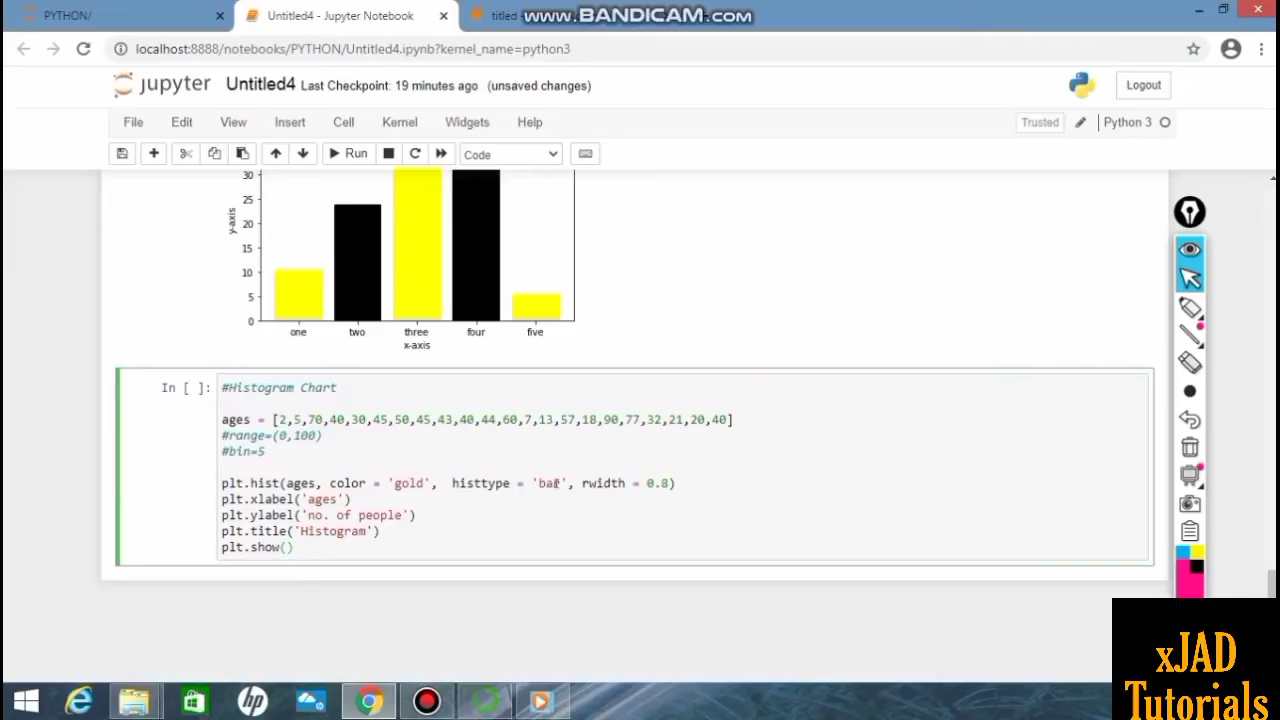 PYTHON/
Untitled4 - Jupyter Notebook
titled
www.BANDICAM.com
localhost:8888/notebooks/PYTHON/Untitled4.ipynb?kernel_name=python3
jupyter Untitled4 Last Checkpoint: 19 minutes ago (unsaved changes)
Logout
File Edit View Insert Cell Kernel Widgets Help
Trusted
Python 3
Run
Code
30
25
20
15
10
5
0
y-axis
one two three four five
x-axis
In [ ]:
#Histogram Chart
ages = [2,5,70,40,30,45,50,45,43,40,44,60,7,13,57,18,90,77,32,21,20,40]
#range=(0,100)
#bin=5
plt.hist(ages, color = 'gold',  histtype = 'bar', rwidth = 0.8)
plt.xlabel('ages')
plt.ylabel('no. of people')
plt.title('Histogram')
plt.show()
hp
xJAD
Tutorials